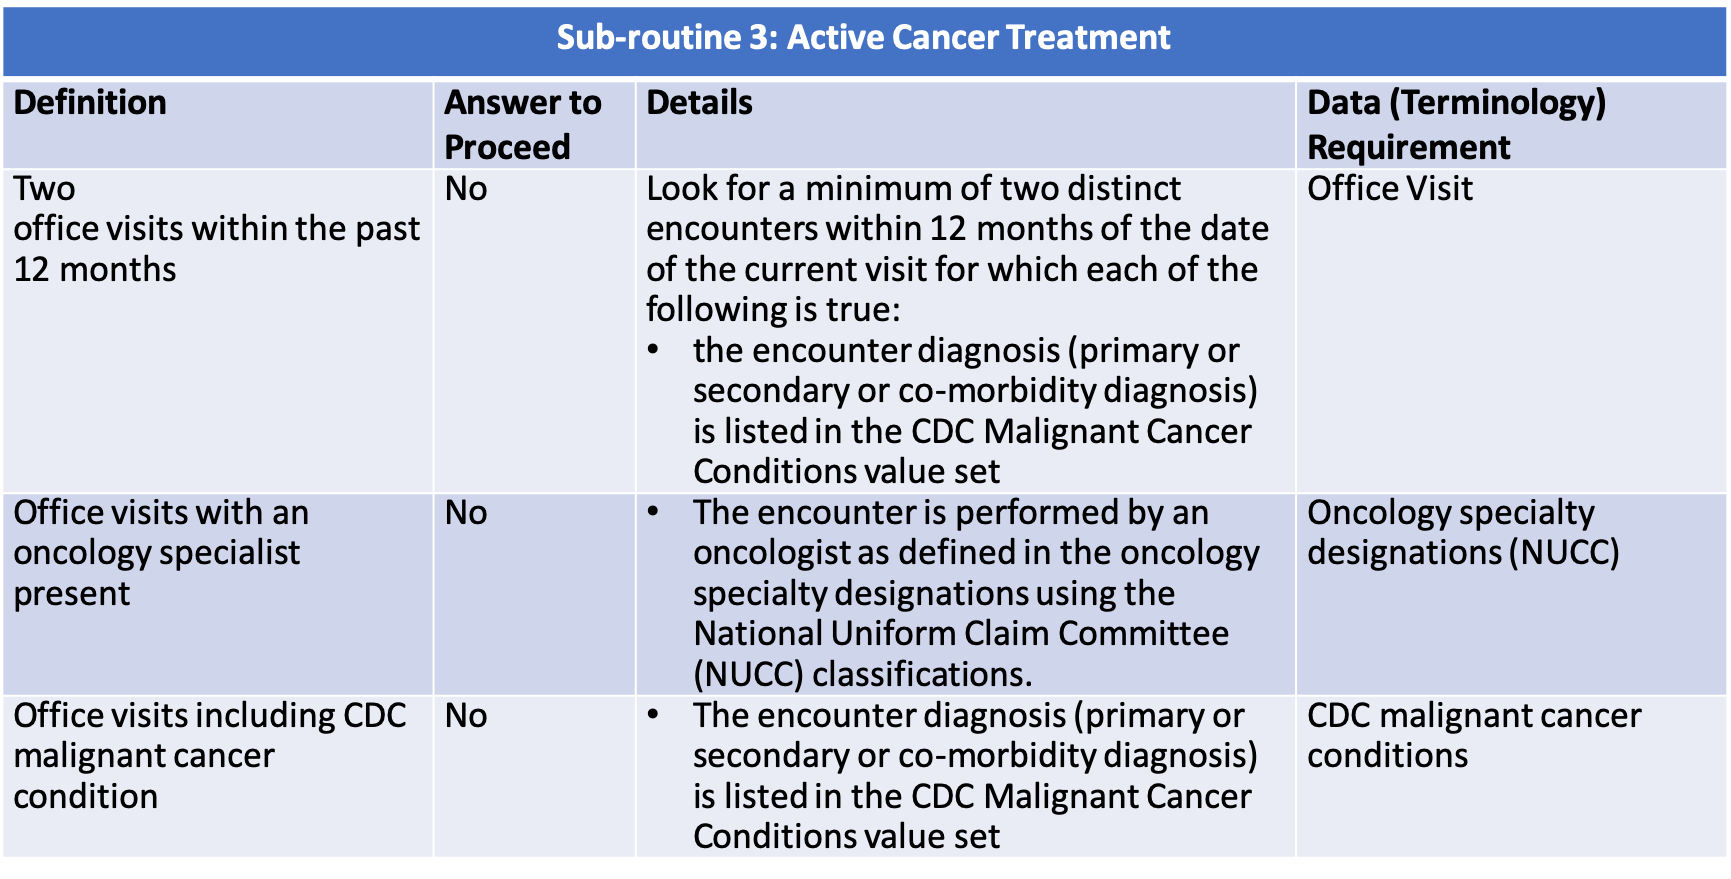 Sub-routine 3: Active Cancer Treatment
Definition
Answer to
Proceed
Details
Data (Terminology)
Requirement
Two
office visits within the past
12 months
No
Look for a minimum of two distinct
encounters within 12 months of the date
of the current visit for which each of the
following is true:
• the encounter diagnosis (primary or
secondary or co-morbidity diagnosis)
is listed in the CDC Malignant Cancer
Conditions value set
Office Visit
Office visits with an
oncology specialist
present
No
• The encounter is performed by an
oncologist as defined in the oncology
specialty designations using the
National Uniform Claim Committee
(NUCC) classifications.
Oncology specialty
designations (NUCC)
Office visits including CDC
malignant cancer
condition
No
• The encounter diagnosis (primary or
secondary or co-morbidity diagnosis)
is listed in the CDC Malignant Cancer
Conditions value set
CDC malignant cancer
conditions